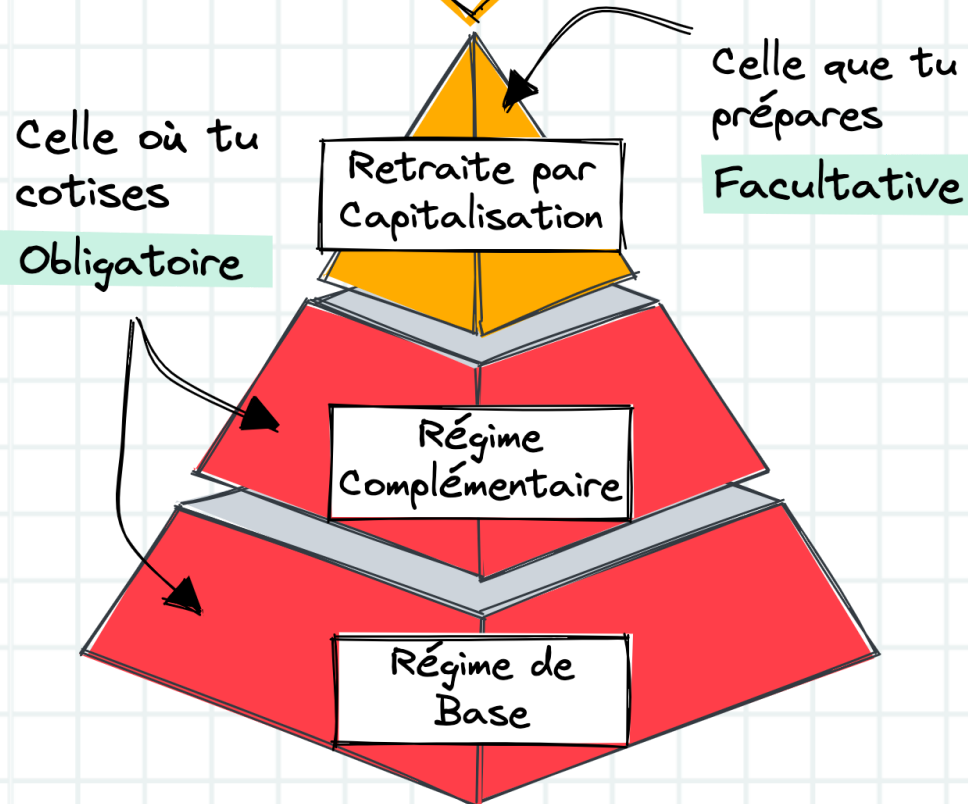 Celle que tu
prépares
Facultative
Celle où tu
cotises
Obligatoire
Retraite par
Capitalisation
Régime
Complémentaire
Régime de
Base